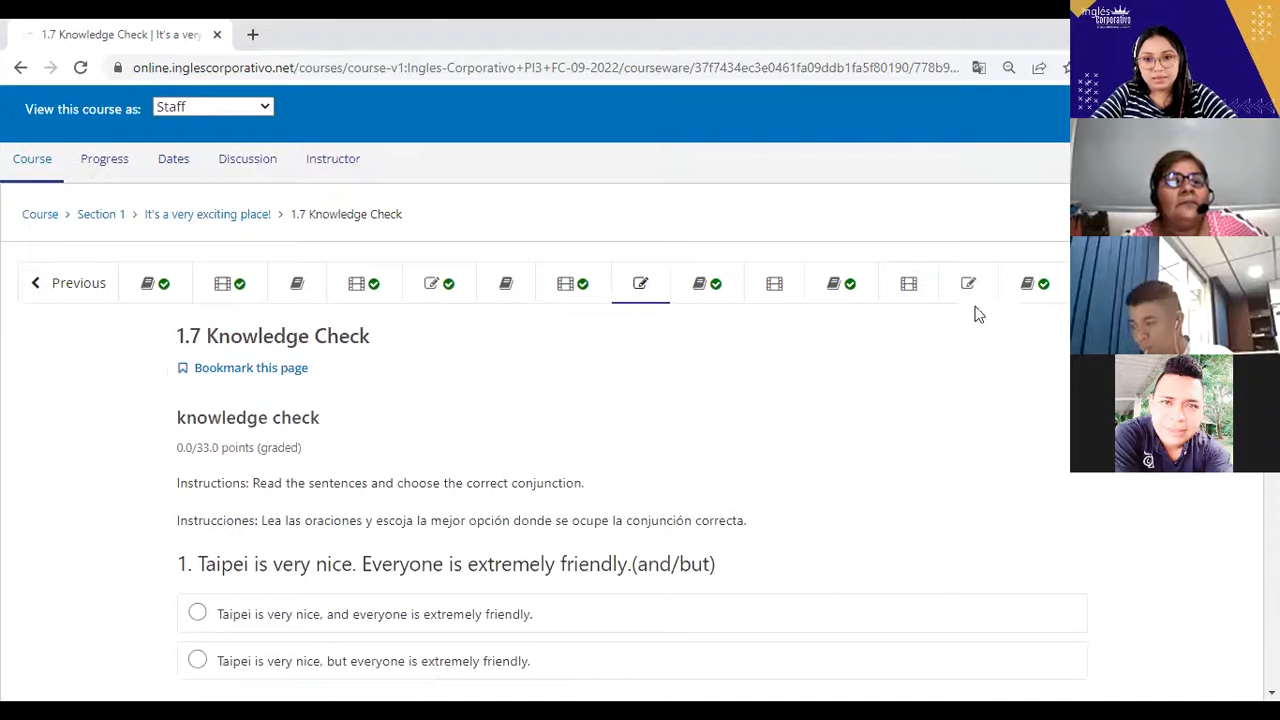 1.7 Knowledge Check | It's a very
online.inglescorporativo.net/courses/course-v1:Ingles-Corporativo+PI3+FC-09-2022/courseware/37f7434ec3e0461fa09ddb1fa5f80190/778b9...
Inglés
Corporativo
View this course as: Staff
Course Progress Dates Discussion Instructor
Course > Section 1 > It's a very exciting place! > 1.7 Knowledge Check
Previous
1.7 Knowledge Check
Bookmark this page
knowledge check
0.0/33.0 points (graded)
Instructions: Read the sentences and choose the correct conjunction.
Instrucciones: Lea las oraciones y escoja la mejor opción donde se ocupe la conjunción correcta.
1. Taipei is very nice. Everyone is extremely friendly.(and/but)
Taipei is very nice, and everyone is extremely friendly.
Taipei is very nice, but everyone is extremely friendly.